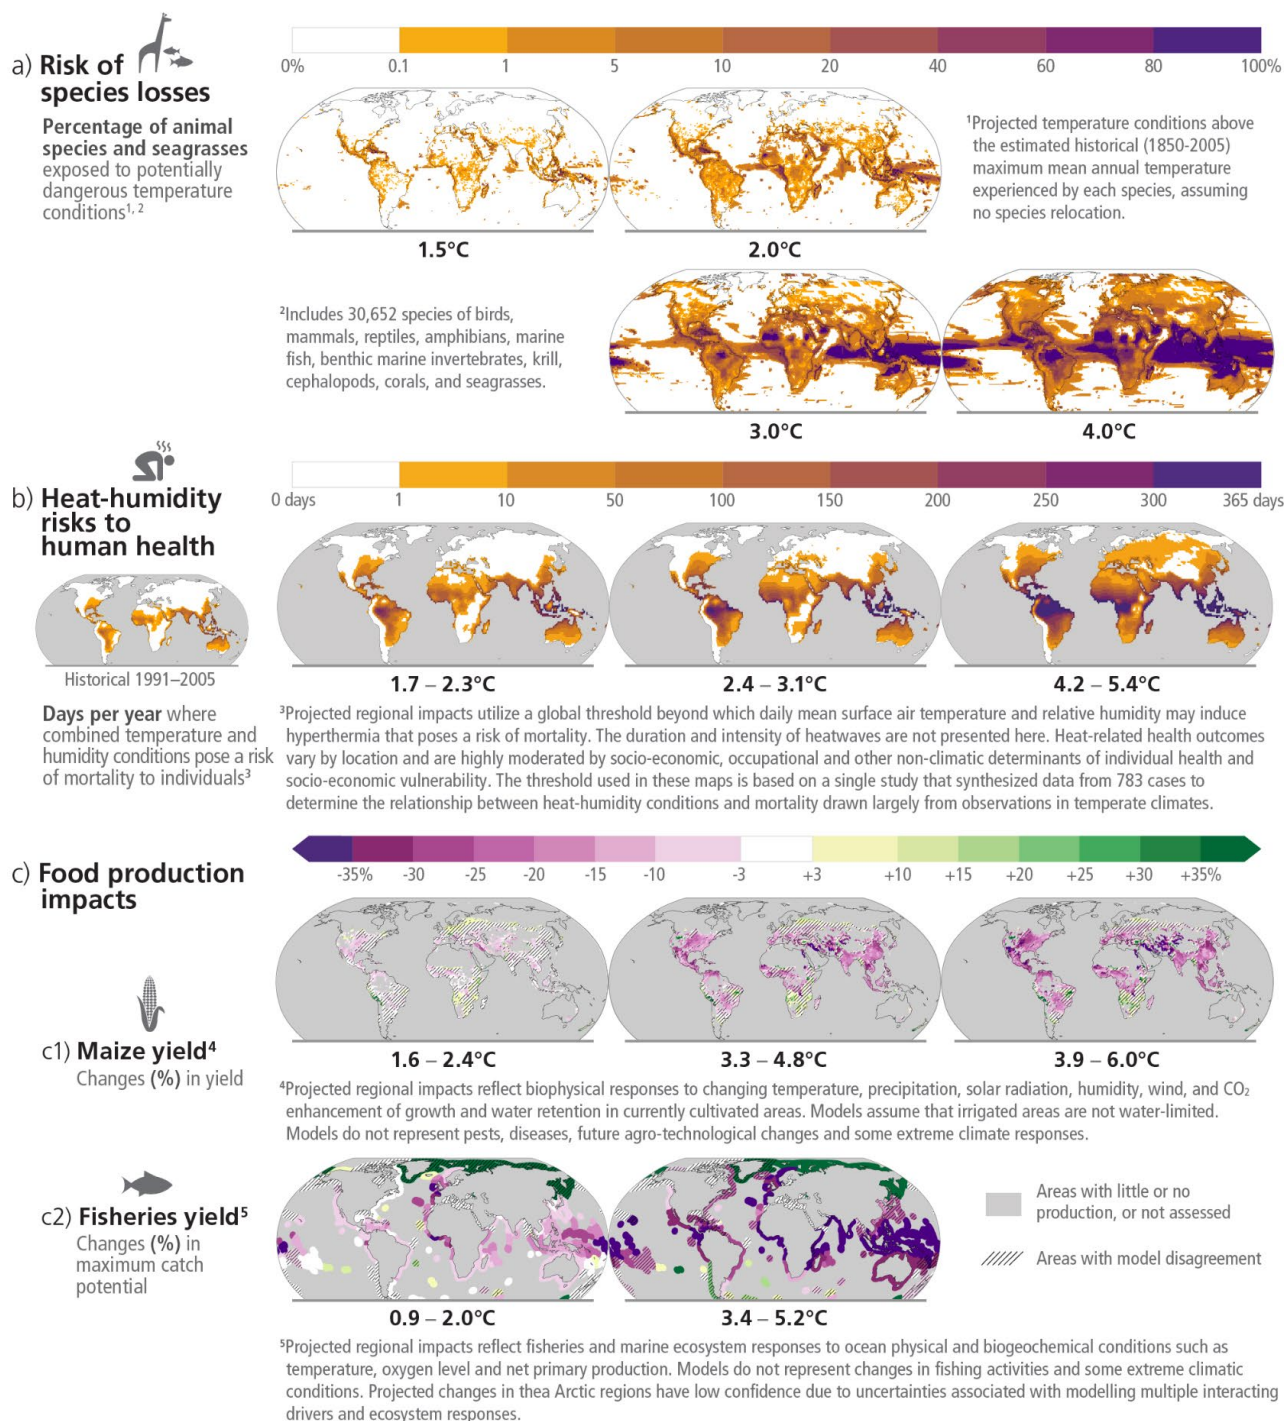 a) Risk of
species losses
Percentage of animal
species and seagrasses
exposed to potentially
dangerous temperature
conditions1, 2
0% 0.1 1 5 10 20 40 60 80 100%
1.5°C
2.0°C
1Projected temperature conditions above
the estimated historical (1850-2005)
maximum mean annual temperature
experienced by each species, assuming
no species relocation.
2Includes 30,652 species of birds,
mammals, reptiles, amphibians, marine
fish, benthic marine invertebrates, krill,
cephalopods, corals, and seagrasses.
3.0°C
4.0°C
b) Heat-humidity
risks to
human health
0 days 1 10 50 100 150 200 250 300 365 days
Historical 1991–2005
Days per year where
combined temperature and
humidity conditions pose a risk
of mortality to individuals3
1.7 – 2.3°C
2.4 – 3.1°C
4.2 – 5.4°C
3Projected regional impacts utilize a global threshold beyond which daily mean surface air temperature and relative humidity may induce
hyperthermia that poses a risk of mortality. The duration and intensity of heatwaves are not presented here. Heat-related health outcomes
vary by location and are highly moderated by socio-economic, occupational and other non-climatic determinants of individual health and
socio-economic vulnerability. The threshold used in these maps is based on a single study that synthesized data from 783 cases to
determine the relationship between heat-humidity conditions and mortality drawn largely from observations in temperate climates.
c) Food production
impacts
-35% -30 -25 -20 -15 -10 -3 +3 +10 +15 +20 +25 +30 +35%
c1) Maize yield4
Changes (%) in yield
1.6 – 2.4°C
3.3 – 4.8°C
3.9 – 6.0°C
4Projected regional impacts reflect biophysical responses to changing temperature, precipitation, solar radiation, humidity, wind, and CO2
enhancement of growth and water retention in currently cultivated areas. Models assume that irrigated areas are not water-limited.
Models do not represent pests, diseases, future agro-technological changes and some extreme climate responses.
c2) Fisheries yield5
Changes (%) in
maximum catch
potential
0.9 – 2.0°C
3.4 – 5.2°C
Areas with little or no
production, or not assessed
Areas with model disagreement
5Projected regional impacts reflect fisheries and marine ecosystem responses to ocean physical and biogeochemical conditions such as
temperature, oxygen level and net primary production. Models do not represent changes in fishing activities and some extreme climatic
conditions. Projected changes in thea Arctic regions have low confidence due to uncertainties associated with modelling multiple interacting
drivers and ecosystem responses.